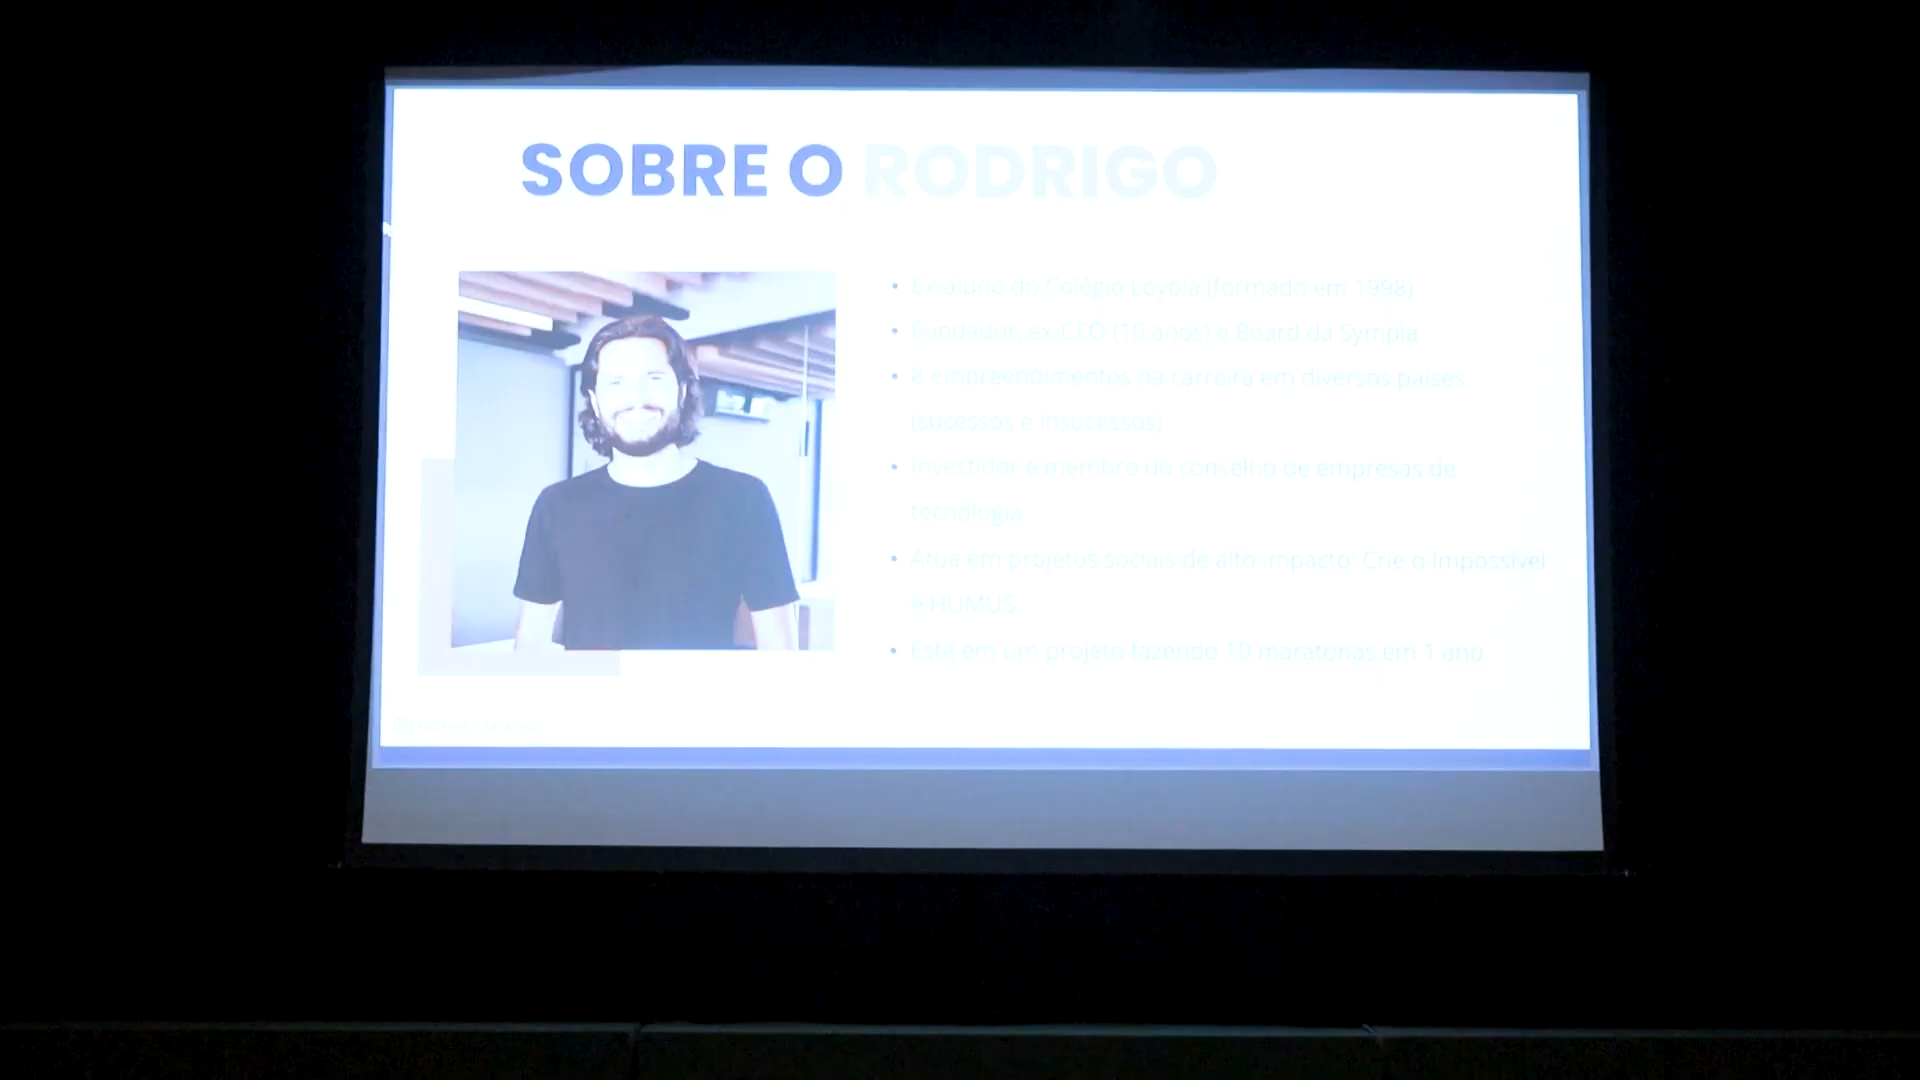 SOBRE O RODRIGO
• Ex-aluno do Colégio Loyola (formado em 1998)
• Fundador, ex-CEO (10 anos) e Board da Sympla
• 8 empreendimentos na carreira em diversos países
(sucessos e insucessos)
• Investidor e membro do conselho de empresas de
tecnologia
• Atua em projetos sociais de alto impacto: Crie o Impossível
e HUMUS
• Está em um projeto fazendo 10 maratonas em 1 ano